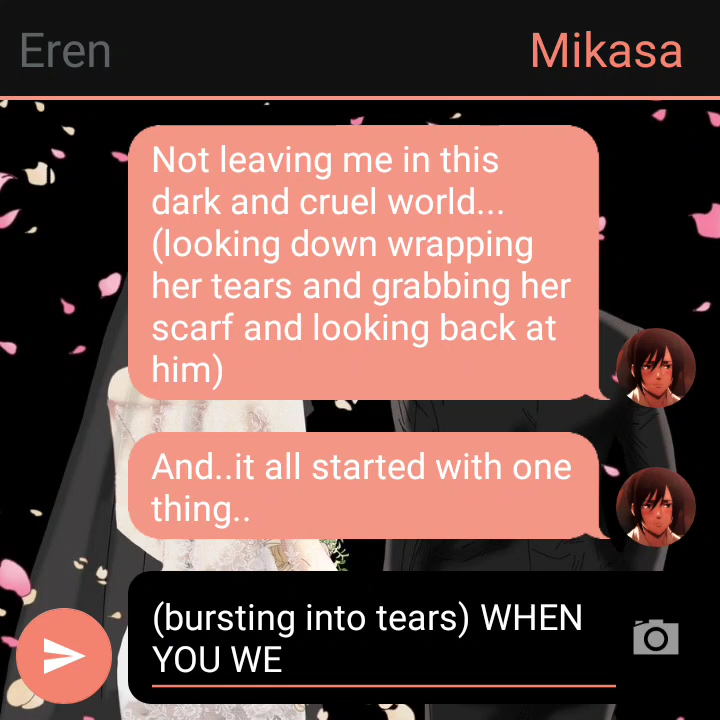 Eren
Mikasa
Not leaving me in this
dark and cruel world...
(looking down wrapping
her tears and grabbing her
scarf and looking back at
him)
And..it all started with one
thing..
(bursting into tears) WHEN
YOU WE